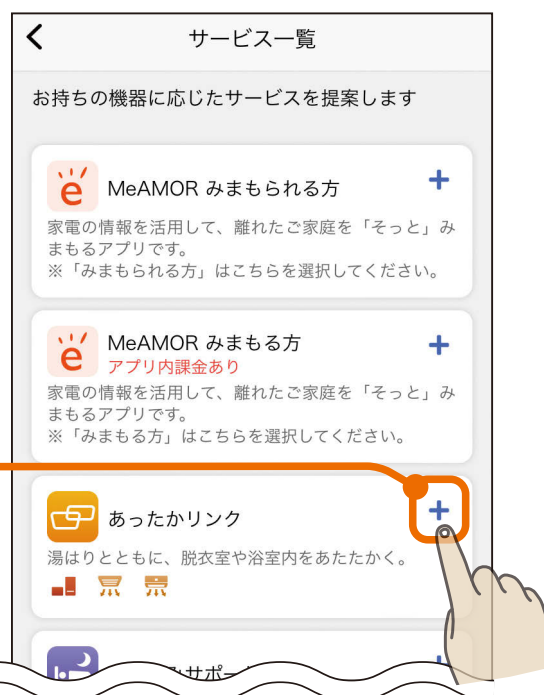 サービス一覧
お持ちの機器に応じたサービスを提案します
MeAMOR みまもられる方
家電の情報を活用して、離れたご家庭を「そっと」み
まもるアプリです。
※「みまもられる方」はこちらを選択してください。
MeAMOR みまもる方
アプリ内課金あり
家電の情報を活用して、離れたご家庭を「そっと」み
まもるアプリです。
※「みまもる方」はこちらを選択してください。
あったかリンク
湯はりとともに、脱衣室や浴室内をあたたかく。